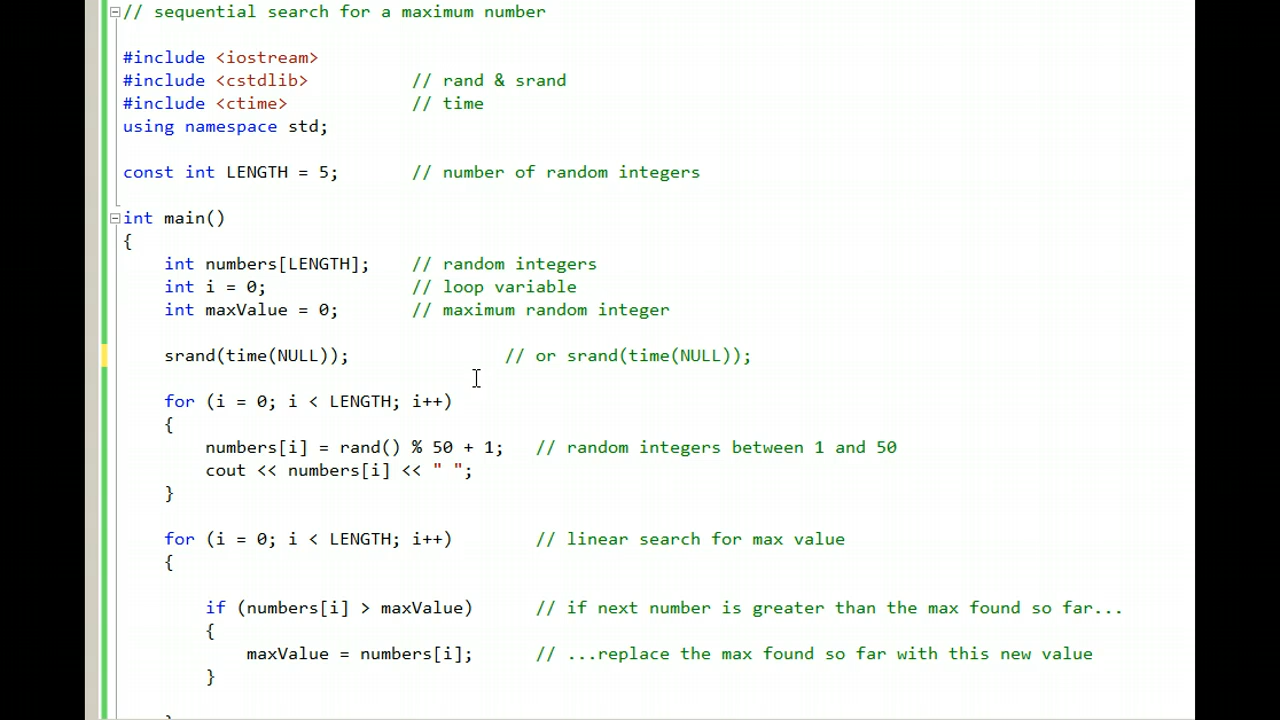 // sequential search for a maximum number
#include <iostream>
#include <cstdlib> // rand & srand
#include <ctime> // time
using namespace std;
const int LENGTH = 5; // number of random integers
int main()
{
int numbers[LENGTH]; // random integers
int i = 0; // loop variable
int maxValue = 0; // maximum random integer
srand(time(NULL)); // or srand(time(NULL));
for (i = 0; i < LENGTH; i++)
{
numbers[i] = rand() % 50 + 1; // random integers between 1 and 50
cout << numbers[i] << " ";
}
for (i = 0; i < LENGTH; i++) // linear search for max value
{
if (numbers[i] > maxValue) // if next number is greater than the max found so far...
{
maxValue = numbers[i]; // ...replace the max found so far with this new value
}